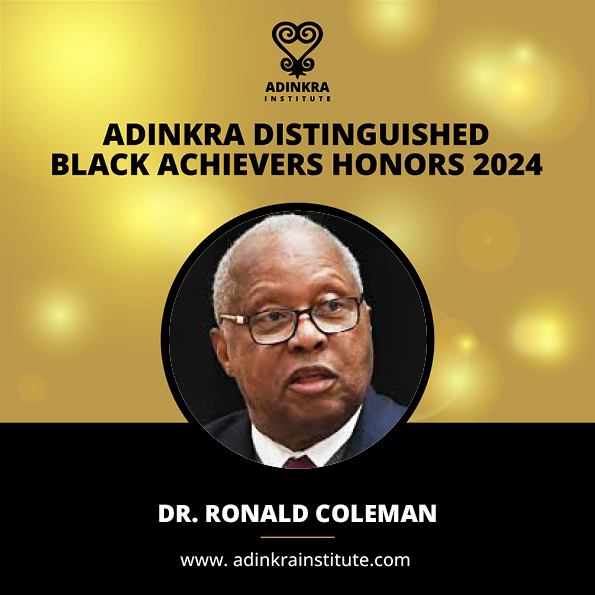 ADINKRA
INSTITUTE
ADINKRA DISTINGUISHED
BLACK ACHIEVERS HONORS 2024
DR. RONALD COLEMAN
www. adinkrainstitute.com